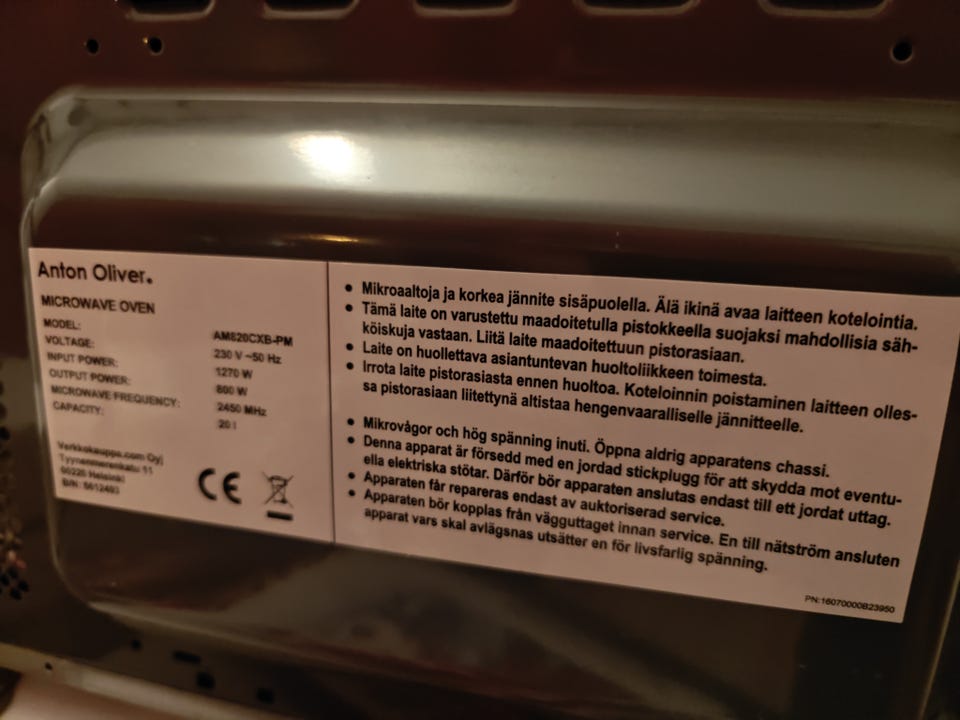 Anton Oliver.
MICROWAVE OVEN
MODEL: AM820CXB-PM
VOLTAGE: 230 V ~50 Hz
INPUT POWER: 1270 W
OUTPUT POWER: 800 W
MICROWAVE FREQUENCY: 2450 MHz
CAPACITY: 20 l
Verkkokauppa.com Oyj
Tyynenmerenkatu 11
00220 Helsinki
CE
• Mikroaaltoja ja korkea jännite sisäpuolella. Älä ikinä avaa laitteen kotelointia.
• Tämä laite on varustettu maadoitetulla pistokkeella suojaksi mahdollisia säh-
köiskuja vastaan. Liitä laite maadoitettuun pistorasiaan.
• Laite on huollettava asiantuntevan huoltoliikkeen toimesta.
• Irrota laite pistorasiasta ennen huoltoa. Koteloinnin poistaminen laitteen olles-
sa pistorasiaan liitettynä altistaa hengenvaaralliselle jännitteelle.
• Mikrovågor och hög spänning inuti. Öppna aldrig apparatens chassi.
• Denna apparat är försedd med en jordad stickplugg för att skydda mot eventu-
ella elektriska stötar. Därför bör apparaten anslutas endast till ett jordat uttag.
• Apparaten får repareras endast av auktoriserad service.
• Apparaten bör kopplas från vägguttaget innan service. En till nätström ansluten
apparat vars skal avlägsnas utsätter en för livsfarlig spänning.
PN:16070000B23950